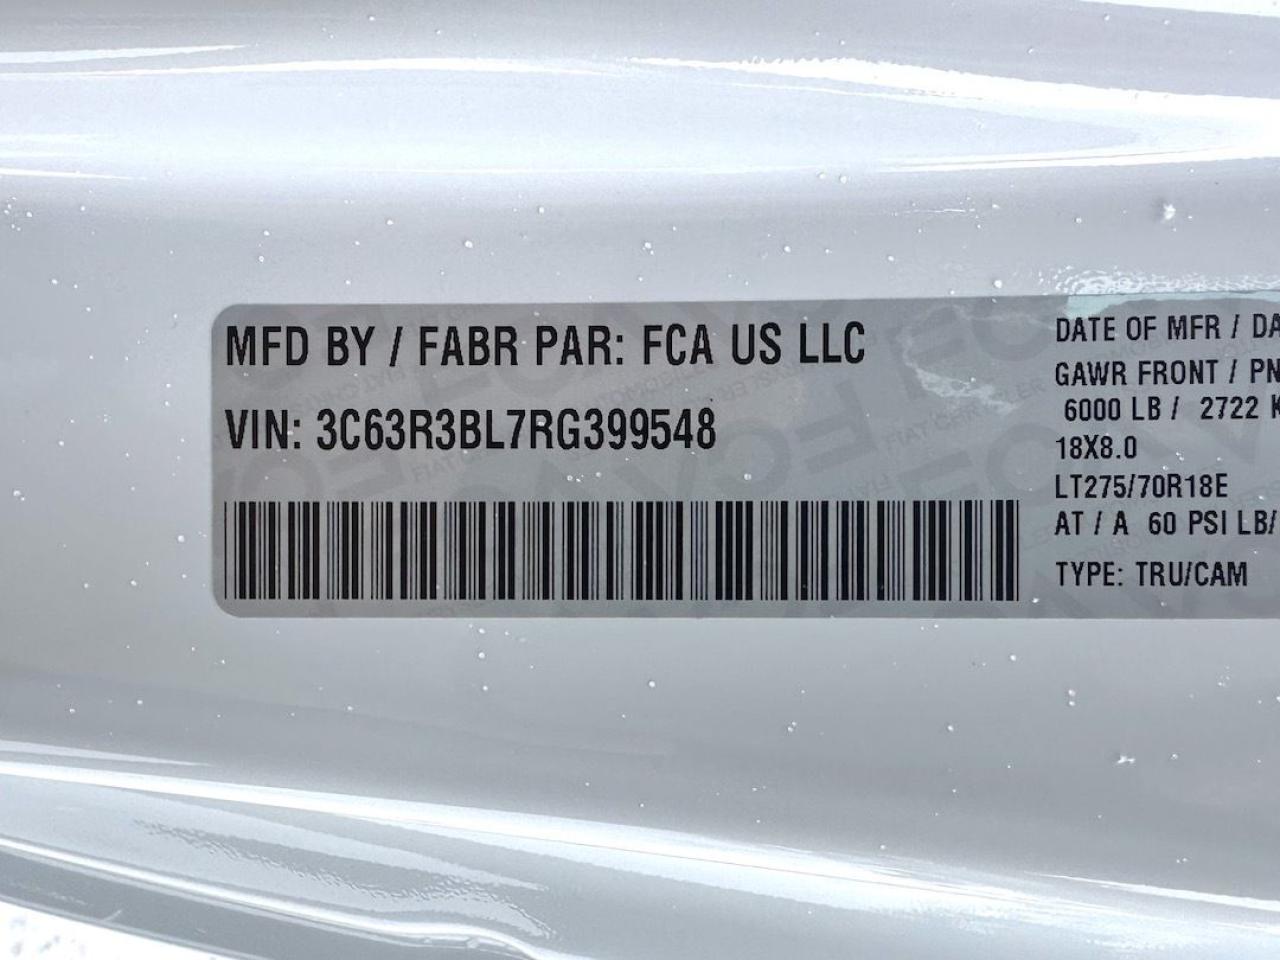 MFD BY / FABR PAR: FCA US LLC
VIN: 3C63R3BL7RG399548
DATE OF MFR / DA
GAWR FRONT / PN
6000 LB / 2722 K
18X8.0
LT275/70R18E
AT / A 60 PSI LB/
TYPE: TRU/CAM